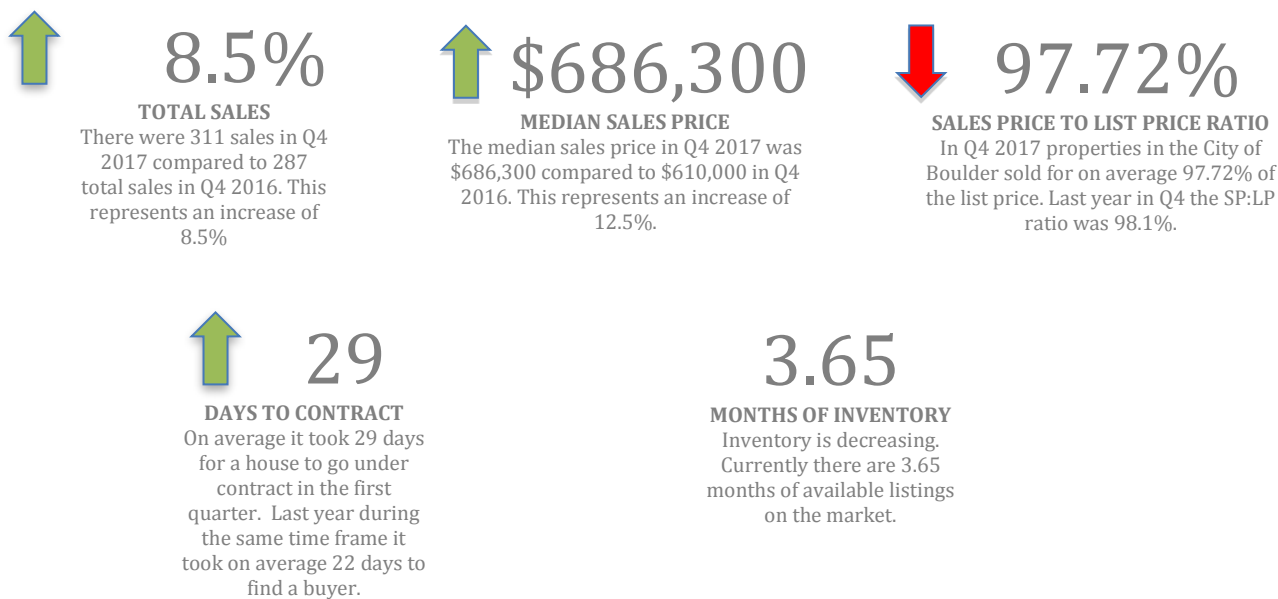 8.5%
TOTAL SALES
There were 311 sales in Q4
2017 compared to 287
total sales in Q4 2016. This
represents an increase of
8.5%
$686,300
MEDIAN SALES PRICE
The median sales price in Q4 2017 was
$686,300 compared to $610,000 in Q4
2016. This represents an increase of
12.5%.
97.72%
SALES PRICE TO LIST PRICE RATIO
In Q4 2017 properties in the City of
Boulder sold for on average 97.72% of
the list price. Last year in Q4 the SP:LP
ratio was 98.1%.
29
DAYS TO CONTRACT
On average it took 29 days
for a house to go under
contract in the first
quarter.  Last year during
the same time frame it
took on average 22 days to
find a buyer.
3.65
MONTHS OF INVENTORY
Inventory is decreasing.
Currently there are 3.65
months of available listings
on the market.